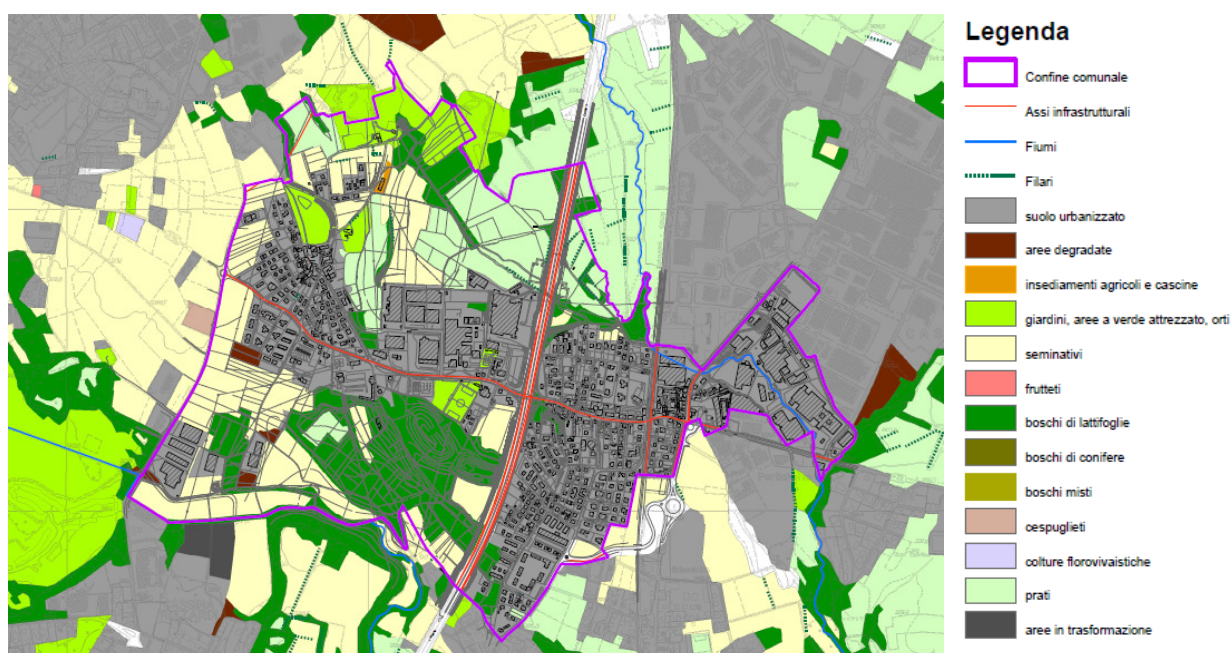 Legenda
Confine comunale
Assi infrastrutturali
Fiumi
Filari
suolo urbanizzato
aree degradate
insediamenti agricoli e cascine
giardini, aree a verde attrezzato, orti
seminativi
frutteti
boschi di lattifoglie
boschi di conifere
boschi misti
cespuglieti
colture florovivaistiche
prati
aree in trasformazione